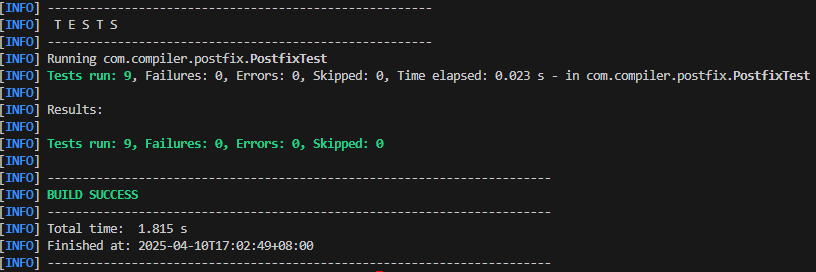 [INFO] -------------------------------------------------------
[INFO]  T E S T S
[INFO] -------------------------------------------------------
[INFO] Running com.compiler.postfix.PostfixTest
[INFO] Tests run: 9, Failures: 0, Errors: 0, Skipped: 0, Time elapsed: 0.023 s - in com.compiler.postfix.PostfixTest
[INFO]
[INFO] Results:
[INFO]
[INFO] Tests run: 9, Failures: 0, Errors: 0, Skipped: 0
[INFO]
[INFO] ------------------------------------------------------------------------
[INFO] BUILD SUCCESS
[INFO] ------------------------------------------------------------------------
[INFO] Total time:  1.815 s
[INFO] Finished at: 2025-04-10T17:02:49+08:00
[INFO] ------------------------------------------------------------------------